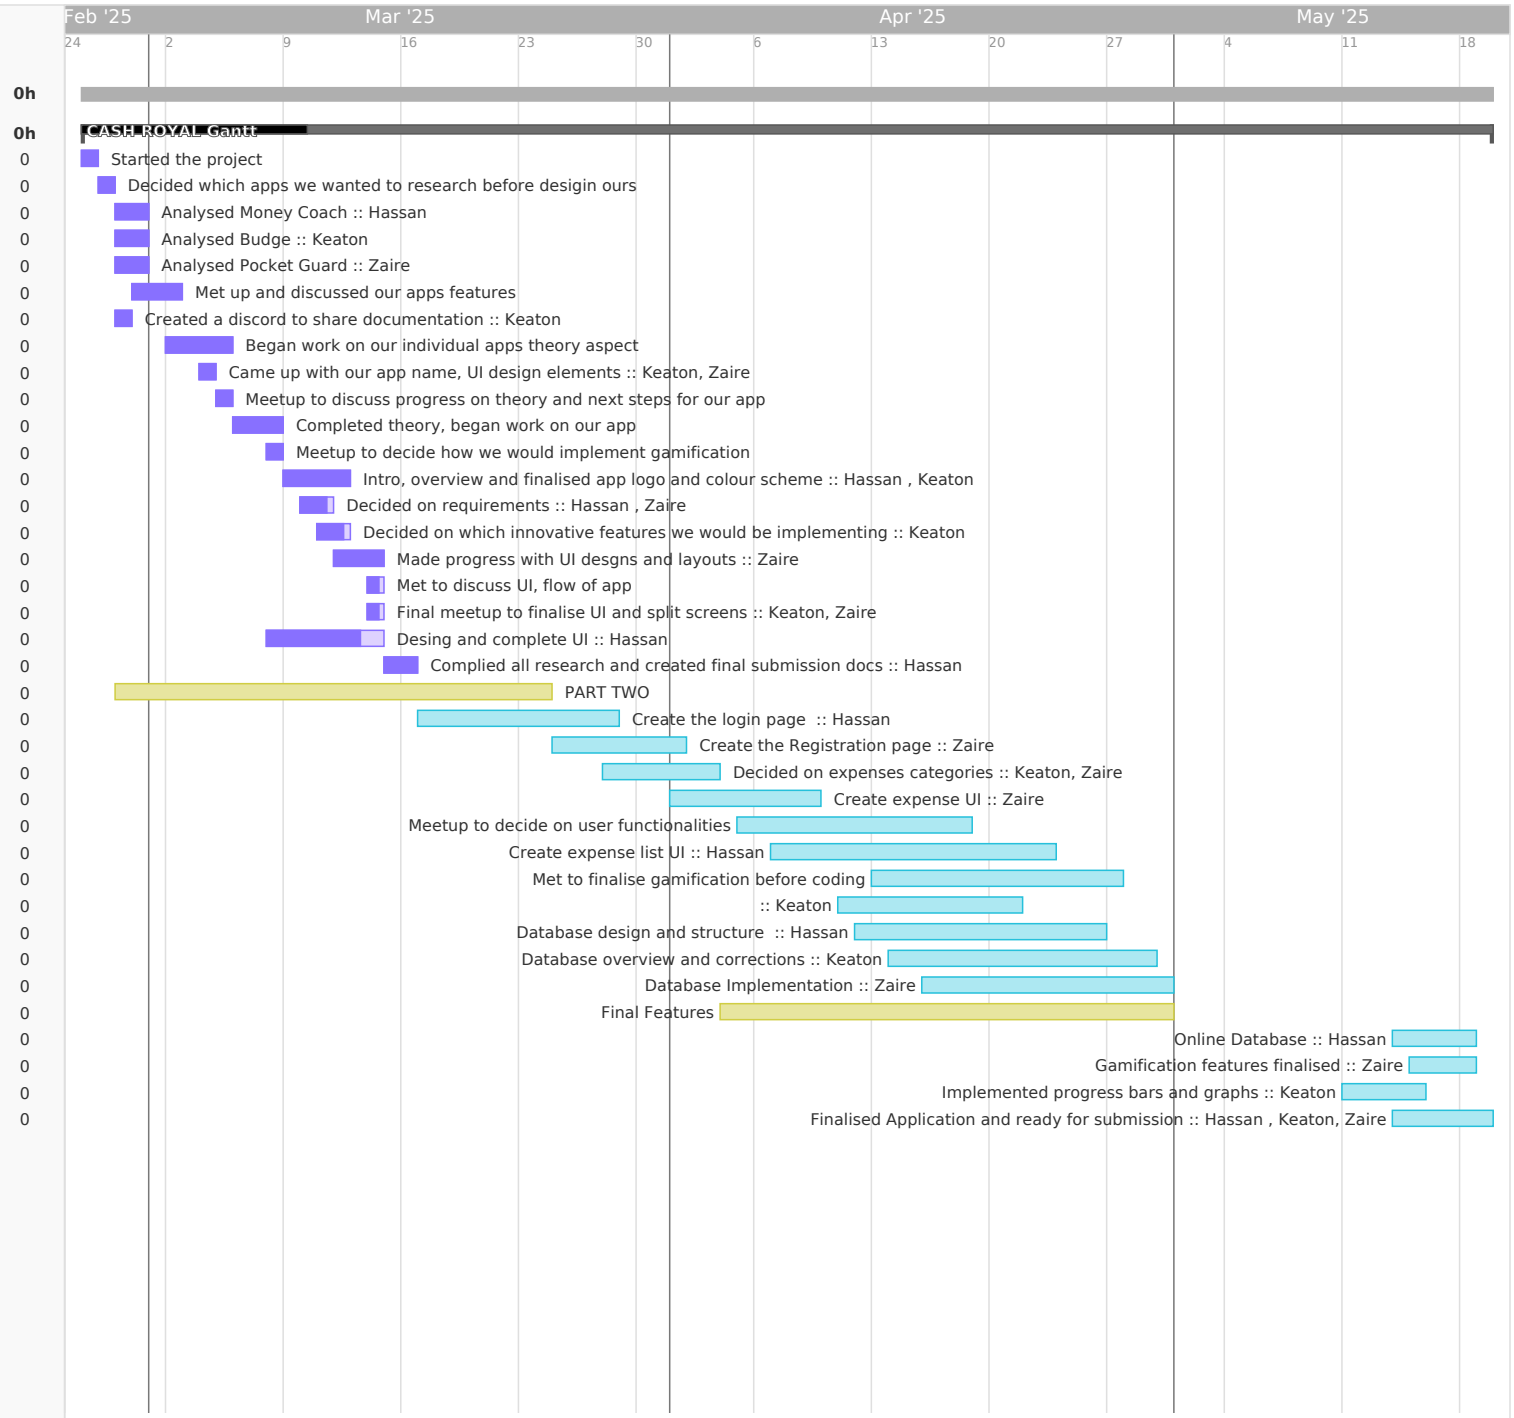 Feb '25 Mar '25 Apr '25 May '25
24 2 9 16 23 30 6 13 20 27 4 11 18
0h
0h CASH ROYAL Gantt
0 Started the project
0 Decided which apps we wanted to research before desigin ours
0 Analysed Money Coach :: Hassan
0 Analysed Budge :: Keaton
0 Analysed Pocket Guard :: Zaire
0 Met up and discussed our apps features
0 Created a discord to share documentation :: Keaton
0 Began work on our individual apps theory aspect
0 Came up with our app name, UI design elements :: Keaton, Zaire
0 Meetup to discuss progress on theory and next steps for our app
0 Completed theory, began work on our app
0 Meetup to decide how we would implement gamification
0 Intro, overview and finalised app logo and colour scheme :: Hassan , Keaton
0 Decided on requirements :: Hassan , Zaire
0 Decided on which innovative features we would be implementing :: Keaton
0 Made progress with UI desgns and layouts :: Zaire
0 Met to discuss UI, flow of app
0 Final meetup to finalise UI and split screens :: Keaton, Zaire
0 Desing and complete UI :: Hassan
0 Complied all research and created final submission docs :: Hassan
0 PART TWO
0 Create the login page  :: Hassan
0 Create the Registration page :: Zaire
0 Decided on expenses categories :: Keaton, Zaire
0 Create expense UI :: Zaire
0 Meetup to decide on user functionalities
0 Create expense list UI :: Hassan
0 Met to finalise gamification before coding
0 :: Keaton
0 Database design and structure  :: Hassan
0 Database overview and corrections :: Keaton
0 Database Implementation :: Zaire
0 Final Features
0 Online Database :: Hassan
0 Gamification features finalised :: Zaire
0 Implemented progress bars and graphs :: Keaton
0 Finalised Application and ready for submission :: Hassan , Keaton, Zaire